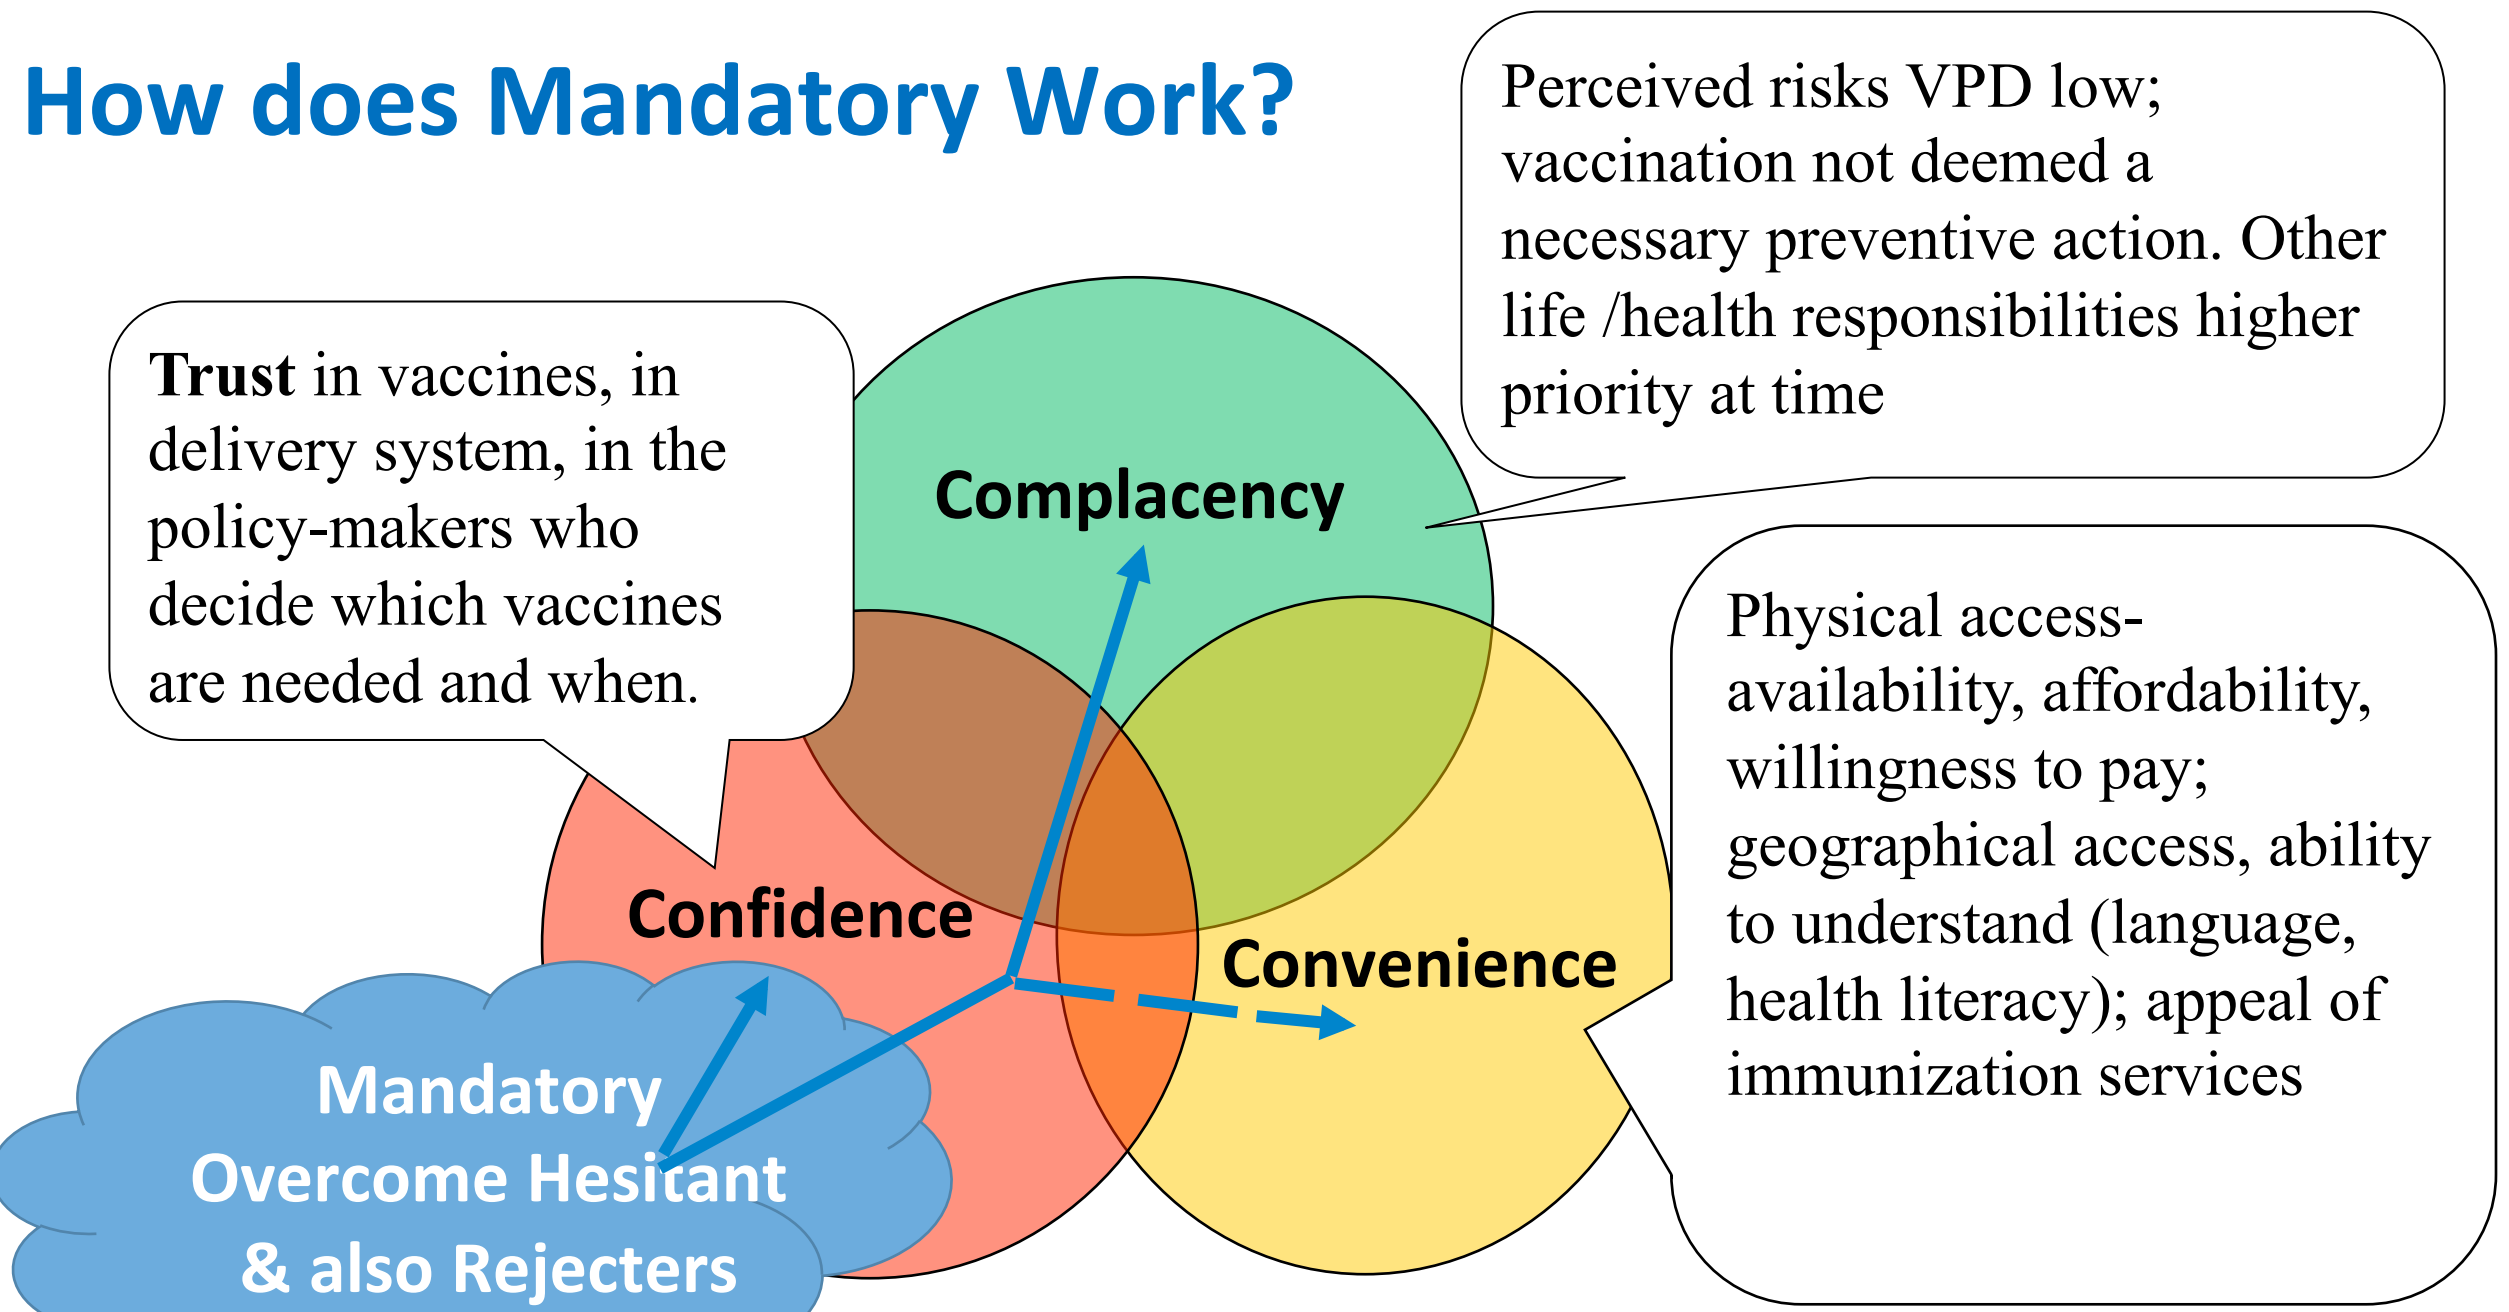 How does Mandatory Work?
Perceived risks VPD low;
vaccination not deemed a
necessary preventive action. Other
life /health responsibilities higher
priority at time
Trust in vaccines, in
delivery system, in the
policy-makers who
decide which vaccines
are needed and when.
Complacency
Physical access-
availability, affordability,
willingness to pay;
geographical access, ability
to understand (language,
health literacy); appeal of
immunization services
Confidence
Convenience
Mandatory
Overcome Hesitant
& also Rejecters